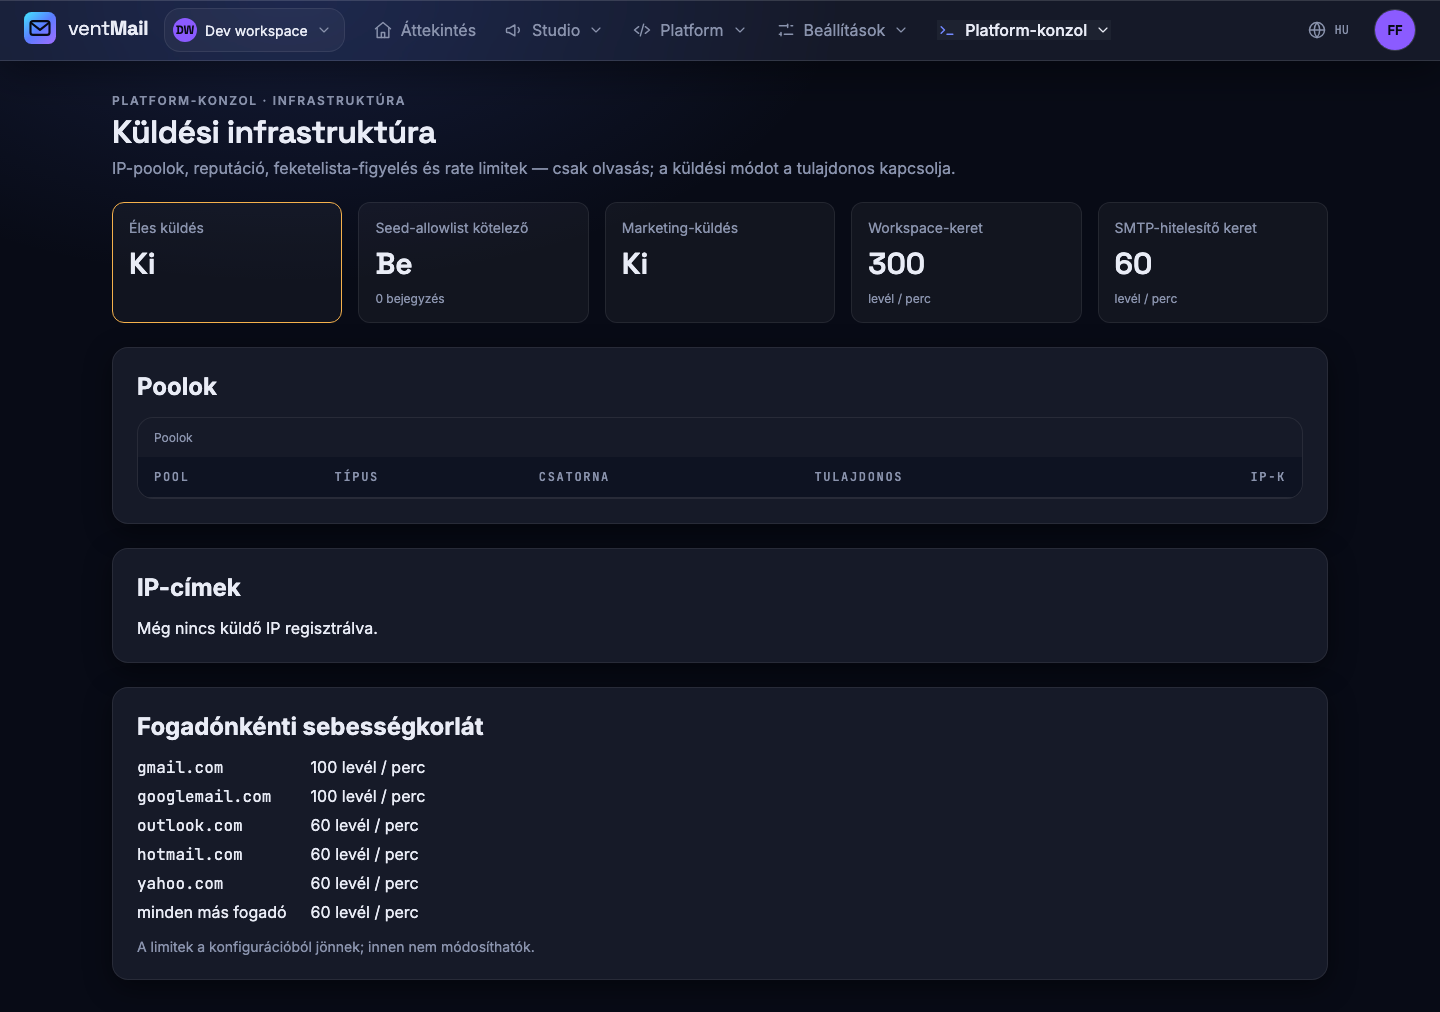 ventMail
DW Dev workspace
Áttekintés
Studio
Platform
Beállítások
Platform-konzol
HU
FF
PLATFORM-KONZOL · INFRASTRUKTÚRA
Küldési infrastruktúra
IP-poolok, reputáció, feketelista-figyelés és rate limitek — csak olvasás; a küldési módot a tulajdonos kapcsolja.
Éles küldés
Ki
Seed-allowlist kötelező
Be
0 bejegyzés
Marketing-küldés
Ki
Workspace-keret
300
levél / perc
SMTP-hitelesítő keret
60
levél / perc
Poolok
Poolok
POOL TÍPUS CSATORNA TULAJDONOS IP-K
IP-címek
Még nincs küldő IP regisztrálva.
Fogadónkénti sebességkorlát
gmail.com 100 levél / perc
googlemail.com 100 levél / perc
outlook.com 60 levél / perc
hotmail.com 60 levél / perc
yahoo.com 60 levél / perc
minden más fogadó 60 levél / perc
A limitek a konfigurációból jönnek; innen nem módosíthatók.